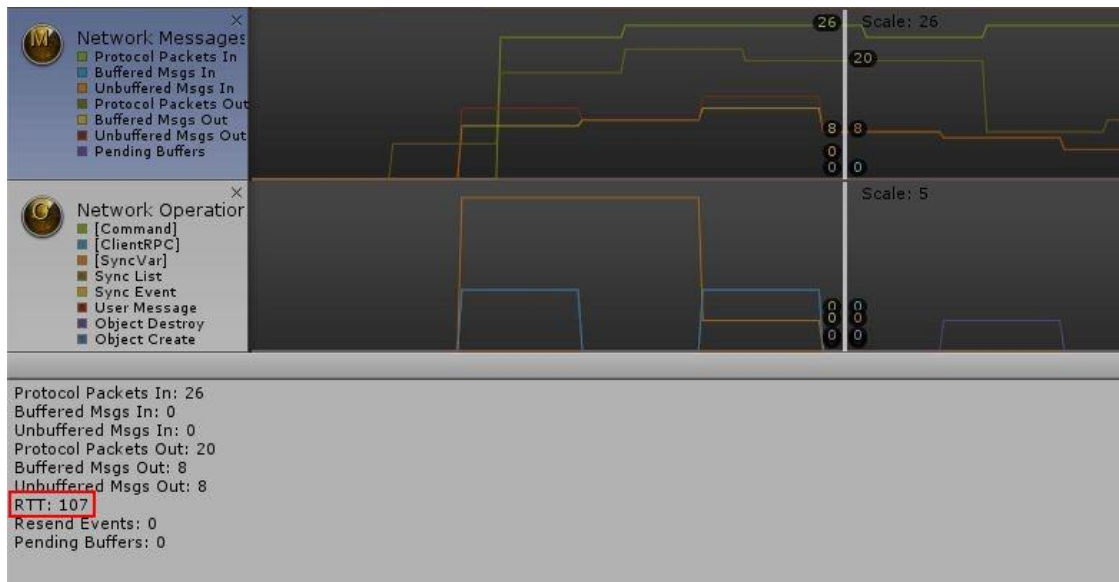 Network Messages
Protocol Packets In
Buffered Msgs In
Unbuffered Msgs In
Protocol Packets Out
Buffered Msgs Out
Unbuffered Msgs Out
Pending Buffers
26
Scale: 26
20
8 8
0
0 0
Network Operatior
[Command]
[ClientRPC]
[SyncVar]
Sync List
Sync Event
User Message
Object Destroy
Object Create
Scale: 5
0 0
0 0
0 0
Protocol Packets In: 26
Buffered Msgs In: 0
Unbuffered Msgs In: 0
Protocol Packets Out: 20
Buffered Msgs Out: 8
Unbuffered Msgs Out: 8
RTT: 107
Resend Events: 0
Pending Buffers: 0